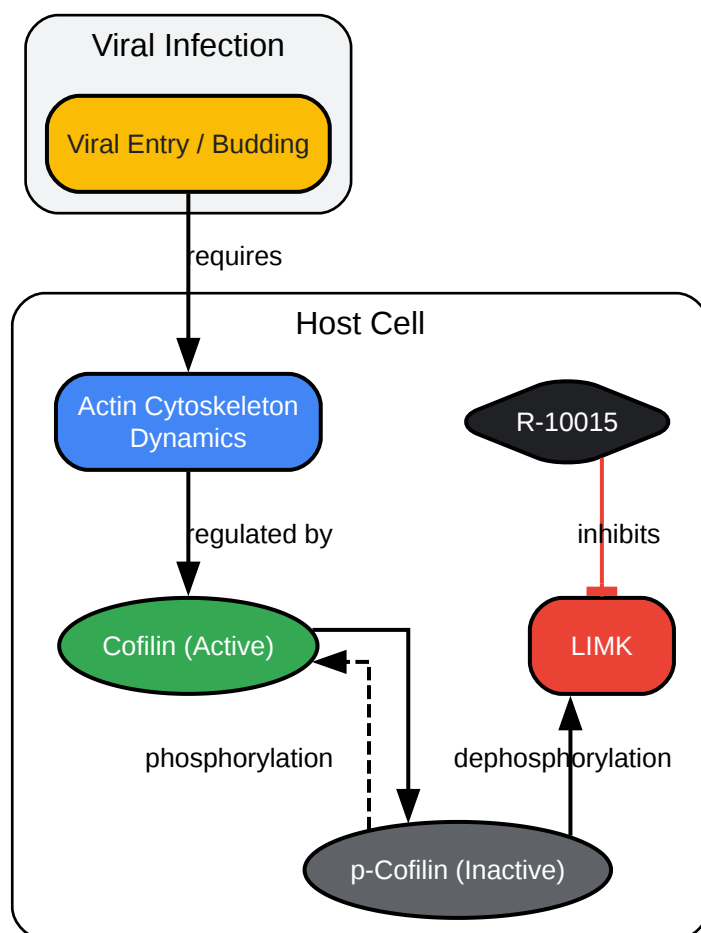 Viral Infection
Viral Entry / Budding
requires
Host Cell
Actin Cytoskeleton
Dynamics
R-10015
regulated by
inhibits
Cofilin (Active)
LIMK
phosphorylation
dephosphorylation
p-Cofilin (Inactive)